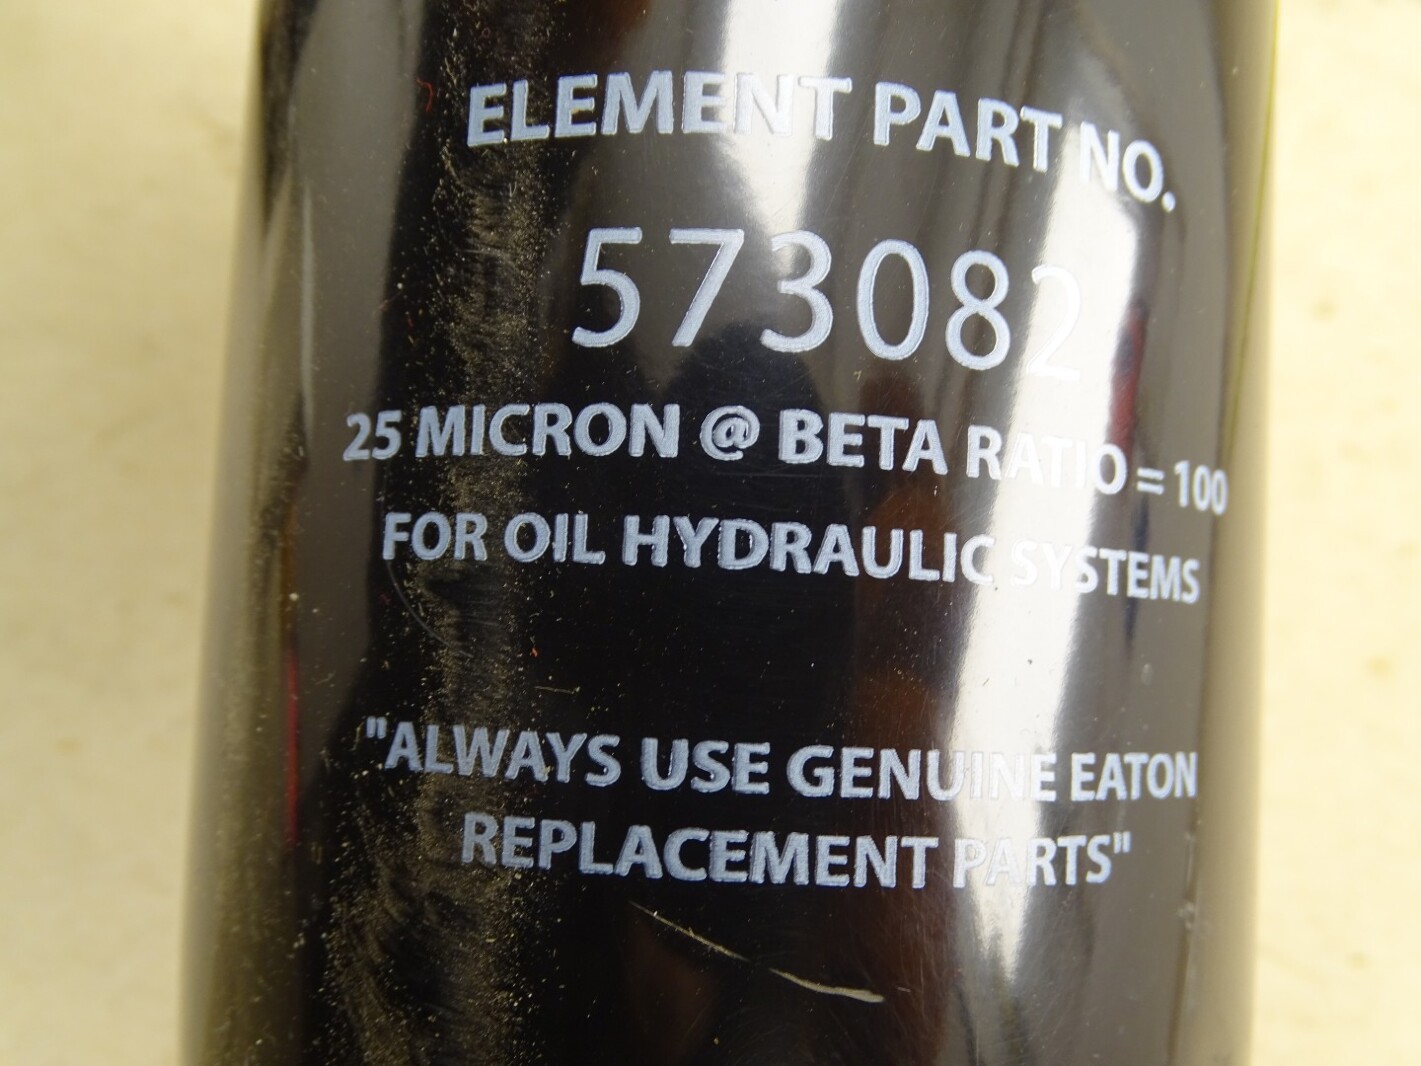 ELEMENT PART NO.
573082
25 MICRON @ BETA RATIO = 100
FOR OIL HYDRAULIC SYSTEMS
"ALWAYS USE GENUINE EATON
REPLACEMENT PARTS"